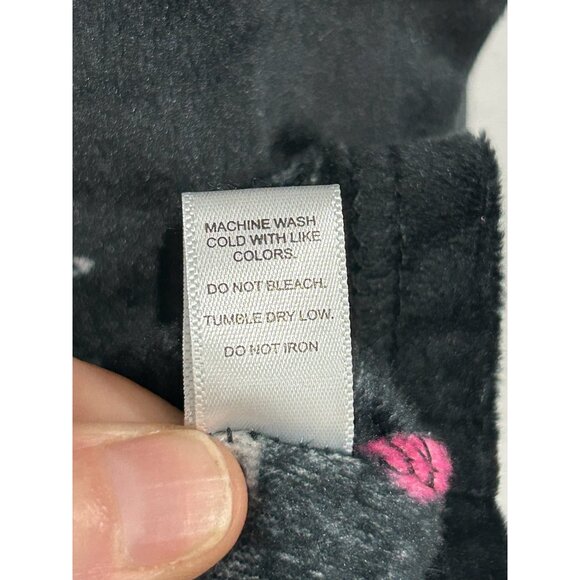 MACHINE WASH
COLD WITH LIKE
COLORS.
DO NOT BLEACH.
TUMBLE DRY LOW.
DO NOT IRON